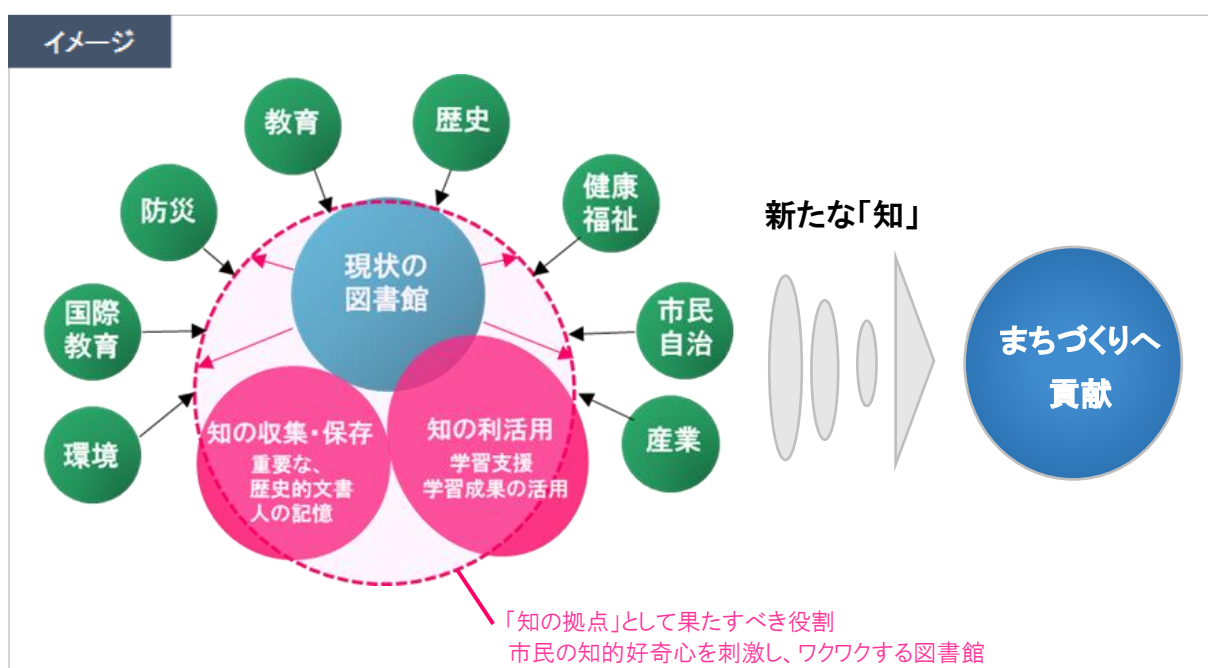 イメージ
教育
歴史
防災
健康
福祉
国際
教育
市民
自治
環境
産業
現状の
図書館
知の収集・保存
重要な、
歴史的文書
人の記憶
知の利活用
学習支援
学習成果の活用
新たな「知」
まちづくりへ
貢献
「知の拠点」として果たすべき役割
市民の知的好奇心を刺激し、ワクワクする図書館